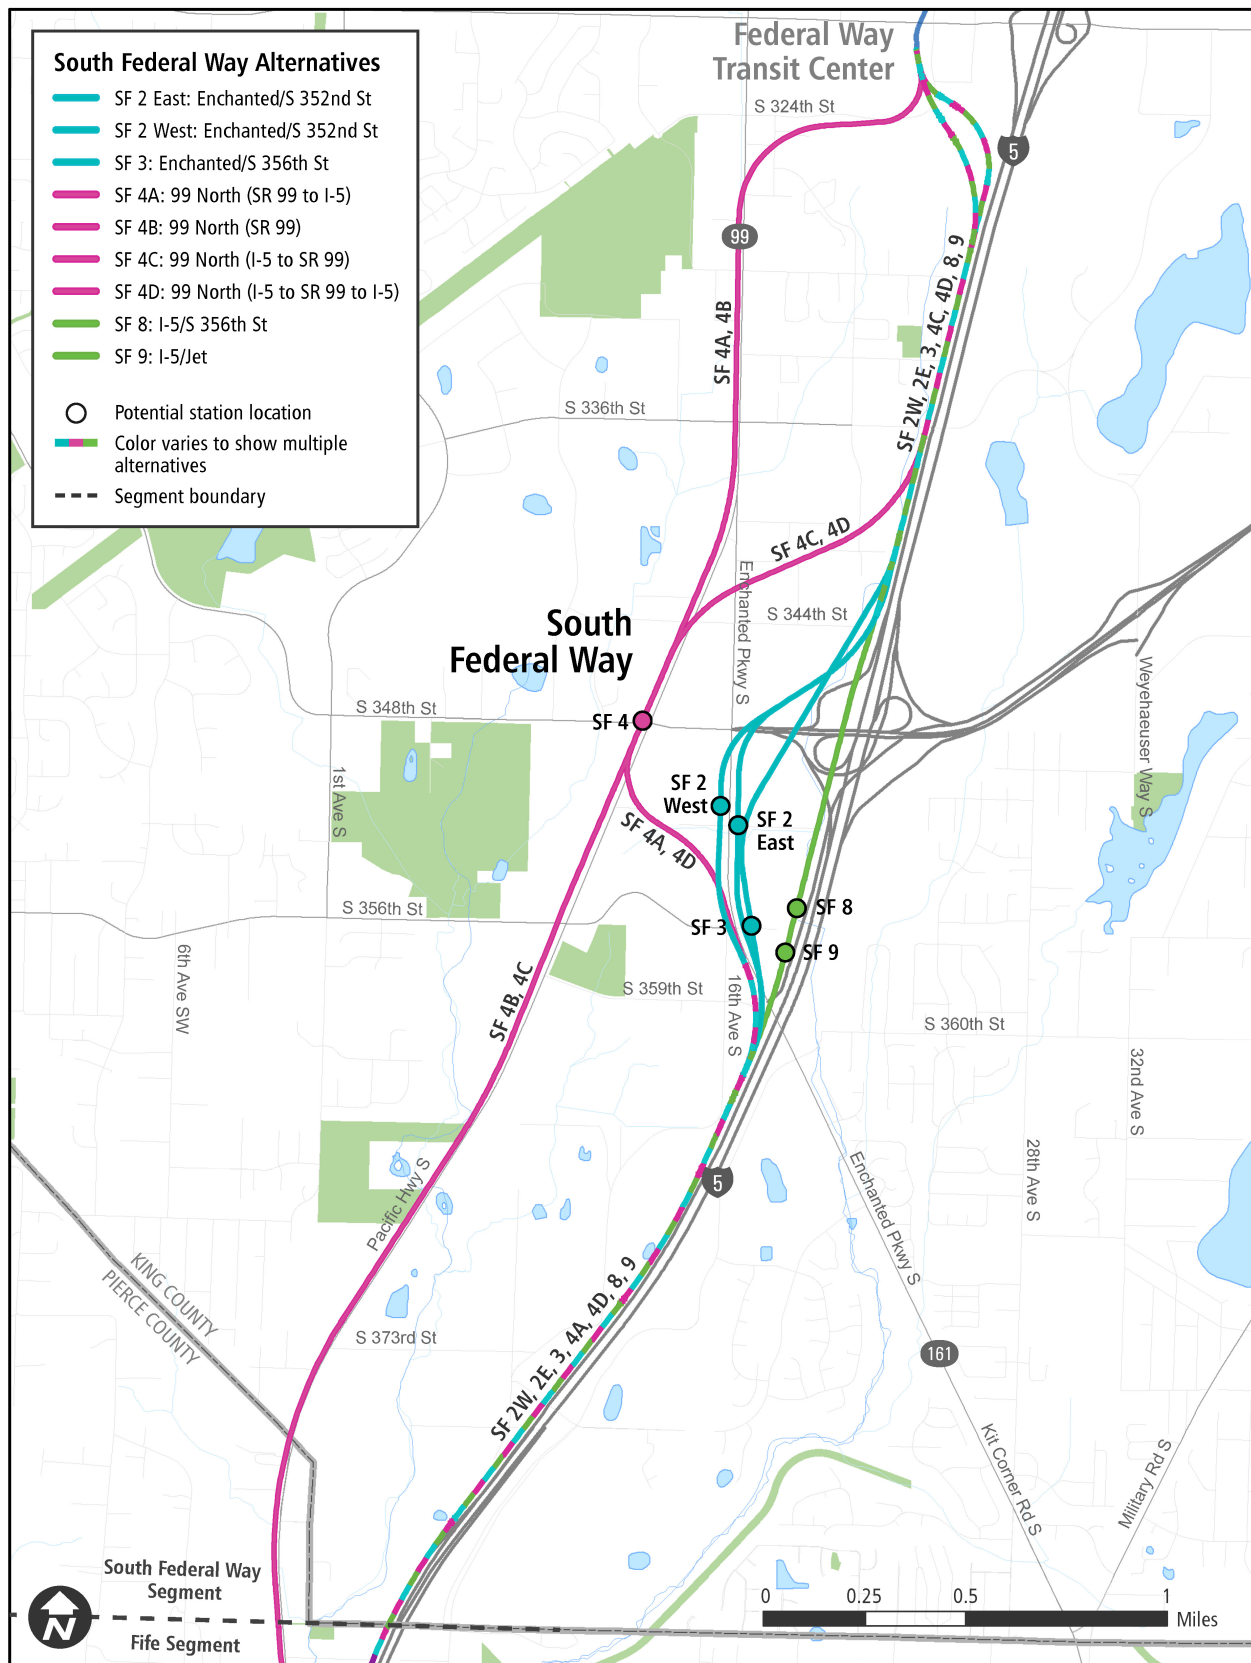 South Federal Way Alternatives
SF 2 East: Enchanted/S 352nd St
SF 2 West: Enchanted/S 352nd St
SF 3: Enchanted/S 356th St
SF 4A: 99 North (SR 99 to I-5)
SF 4B: 99 North (SR 99)
SF 4C: 99 North (I-5 to SR 99)
SF 4D: 99 North (I-5 to SR 99 to I-5)
SF 8: I-5/S 356th St
SF 9: I-5/Jet
Potential station location
Color varies to show multiple
alternatives
Segment boundary
Federal Way
Transit Center
S 324th St
5
99
SF 4A, 4B
SF 2W, 2E, 3, 4C, 4D, 8, 9
S 336th St
SF 4C, 4D
Enchanted Pkwy S
S 344th St
South
Federal Way
Weyehaeuser Way S
S 348th St
SF 4
1st Ave S
SF 2
West
SF 2
East
SF 4A, 4D
S 356th St
SF 8
SF 3
SF 9
6th Ave SW
SF 4B, 4C
S 359th St
16th Ave S
S 360th St
32nd Ave S
28th Ave S
Enchanted Pkwy S
5
Pacific Hwy S
KING COUNTY
PIERCE COUNTY
S 373rd St
SF 2W, 2E, 3, 4A, 4D, 8, 9
161
Kit Corner Rd S
Military Rd S
South Federal Way
Segment
N
Fife Segment
0 0.25 0.5 1
Miles